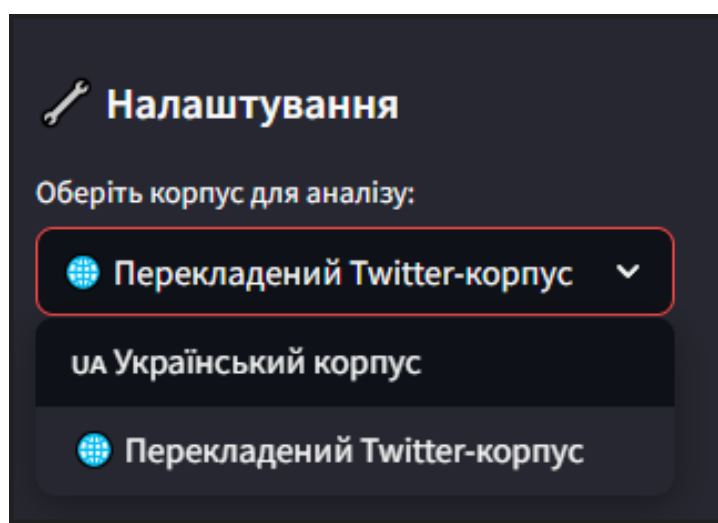 Налаштування
Оберіть корпус для аналізу:
Перекладений Twitter-корпус
UA Український корпус
Перекладений Twitter-корпус